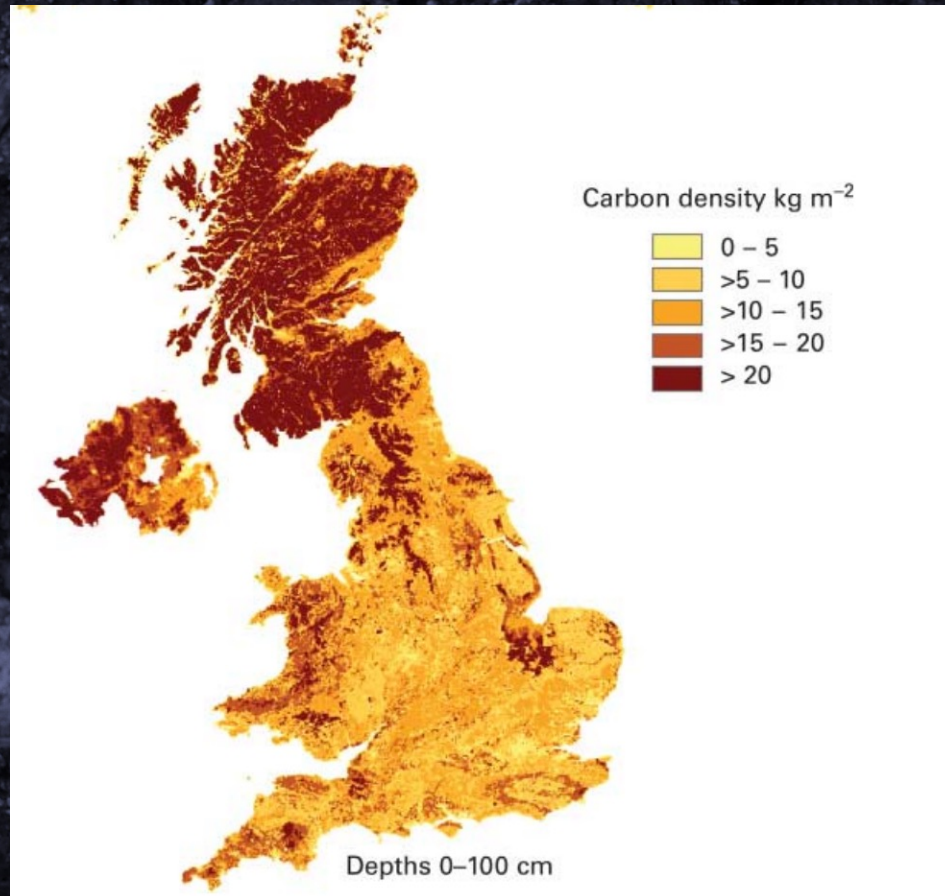 Carbon density kg m⁻²
0 – 5
>5 – 10
>10 – 15
>15 – 20
> 20
Depths 0–100 cm